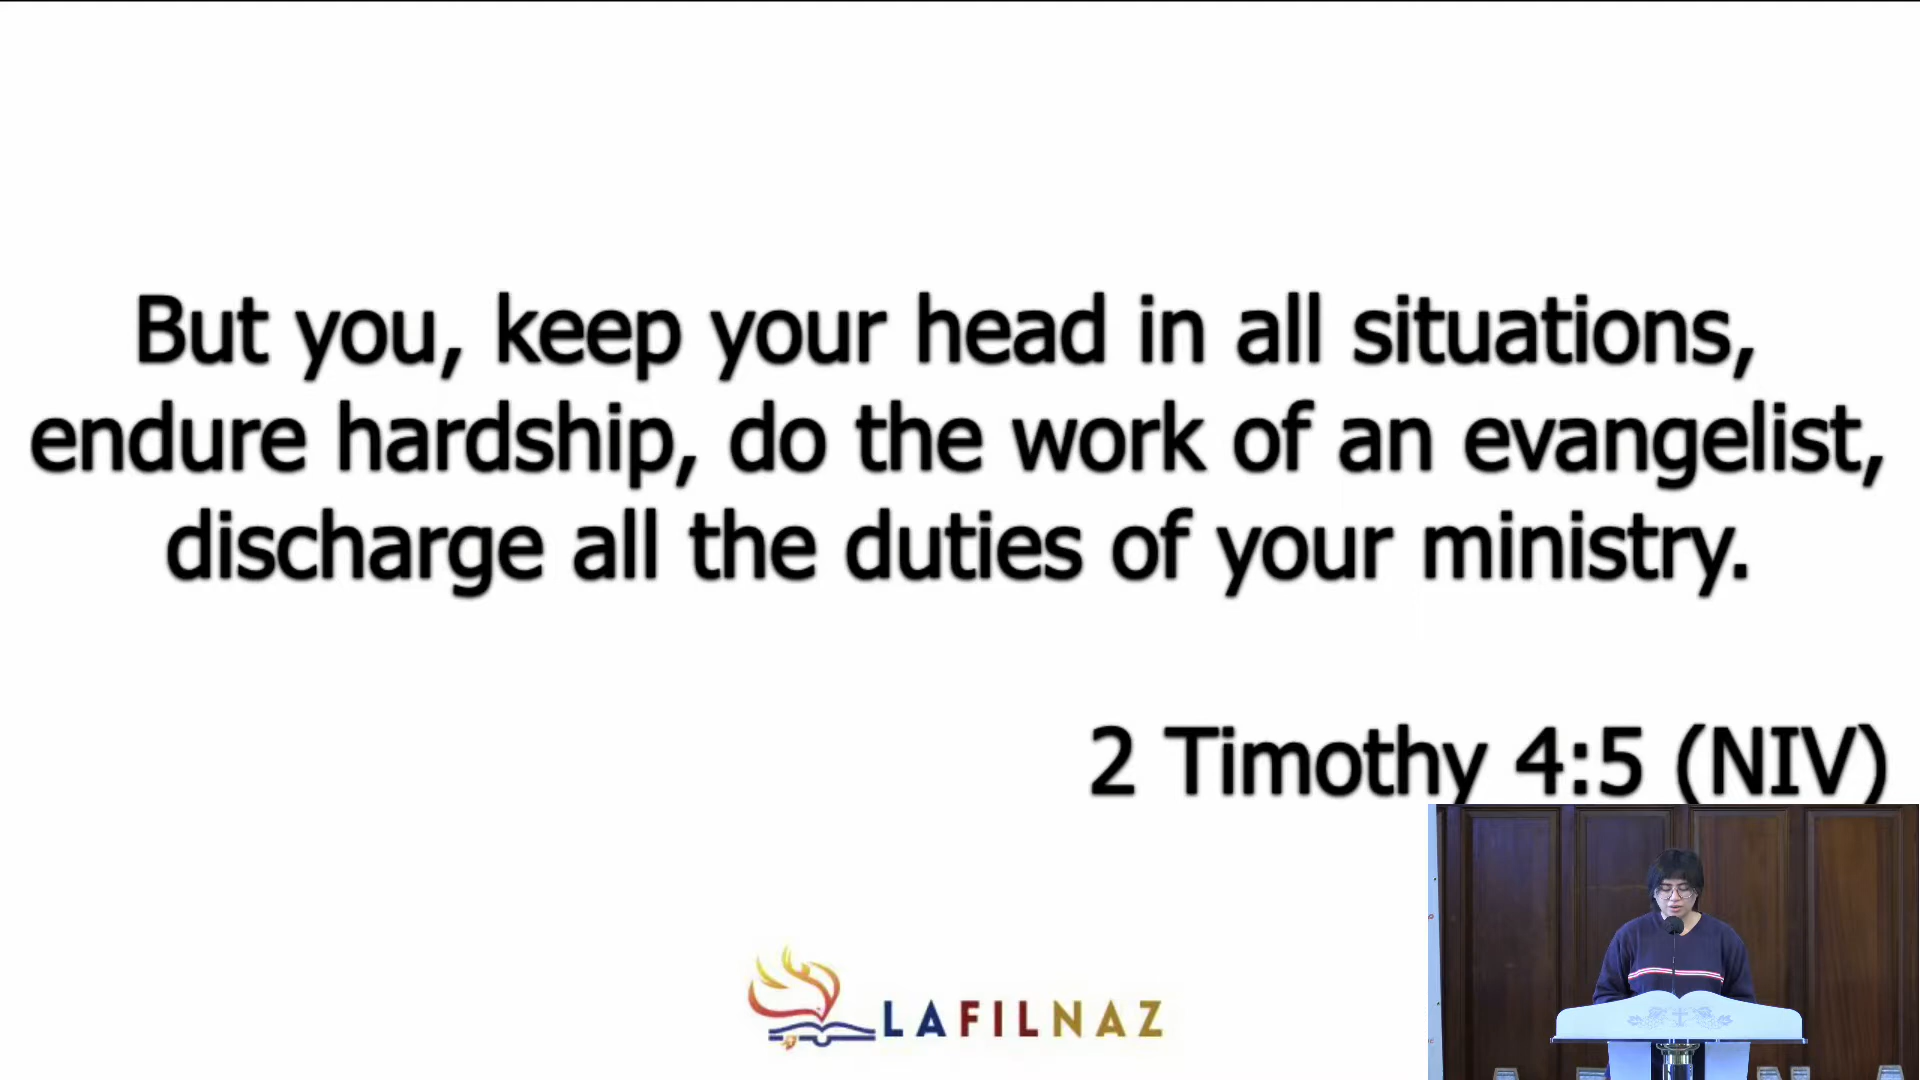 But you, keep your head in all situations,
endure hardship, do the work of an evangelist,
discharge all the duties of your ministry.
2 Timothy 4:5 (NIV)
LAFILNAZ